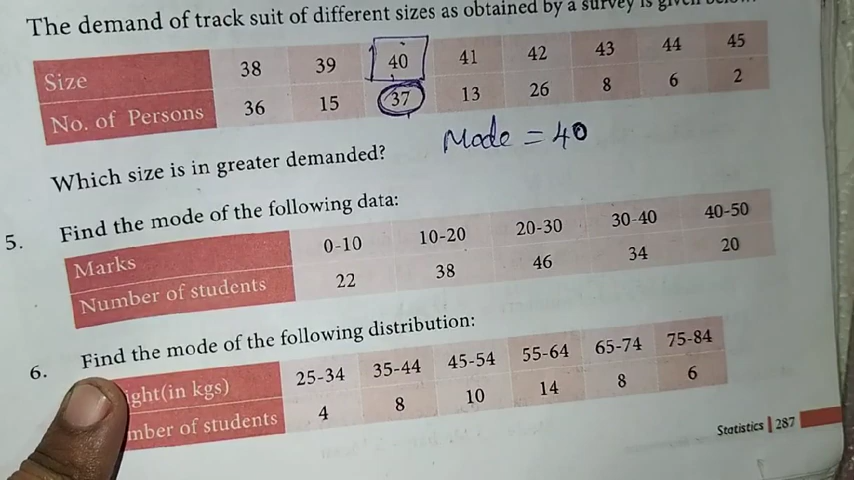 The demand of track suit of different sizes as obtained by a survey is given below
Size 38 39 40 41 42 43 44 45
No. of Persons 36 15 37 13 26 8 6 2
Which size is in greater demanded?
Mode = 40
5. Find the mode of the following data:
Marks 0-10 10-20 20-30 30-40 40-50
Number of students 22 38 46 34 20
6. Find the mode of the following distribution:
ight(in kgs) 25-34 35-44 45-54 55-64 65-74 75-84
mber of students 4 8 10 14 8 6
Statistics | 287